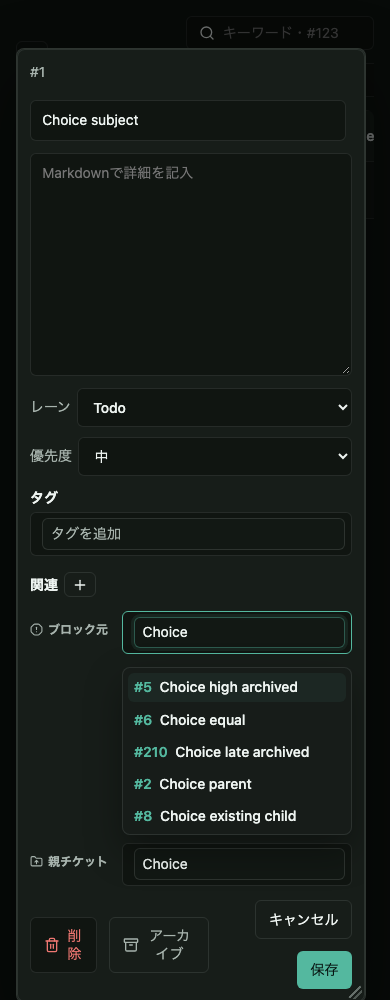 キーワード・#123
#1
e
Choice subject
Markdownで詳細を記入
レーン Todo
優先度 中
タグ
タグを追加
関連 +
ブロック元 Choice
#5 Choice high archived
#6 Choice equal
#210 Choice late archived
#2 Choice parent
#8 Choice existing child
親チケット Choice
キャンセル
削
除
アーカ
イブ
保存